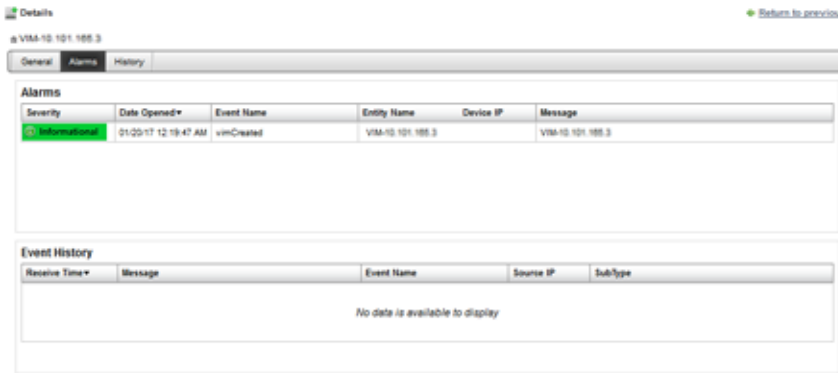 Details
Return to previou
VIM-10.101.165.3
General Alarms History
Alarms
Severity Date Opened▾ Event Name Entity Name Device IP Message
Informational 01/20/17 12:19:47 AM vimCreated VIM-10.101.165.3 VIM-10.101.165.3
Event History
Receive Time▾ Message Event Name Source IP SubType
No data is available to display